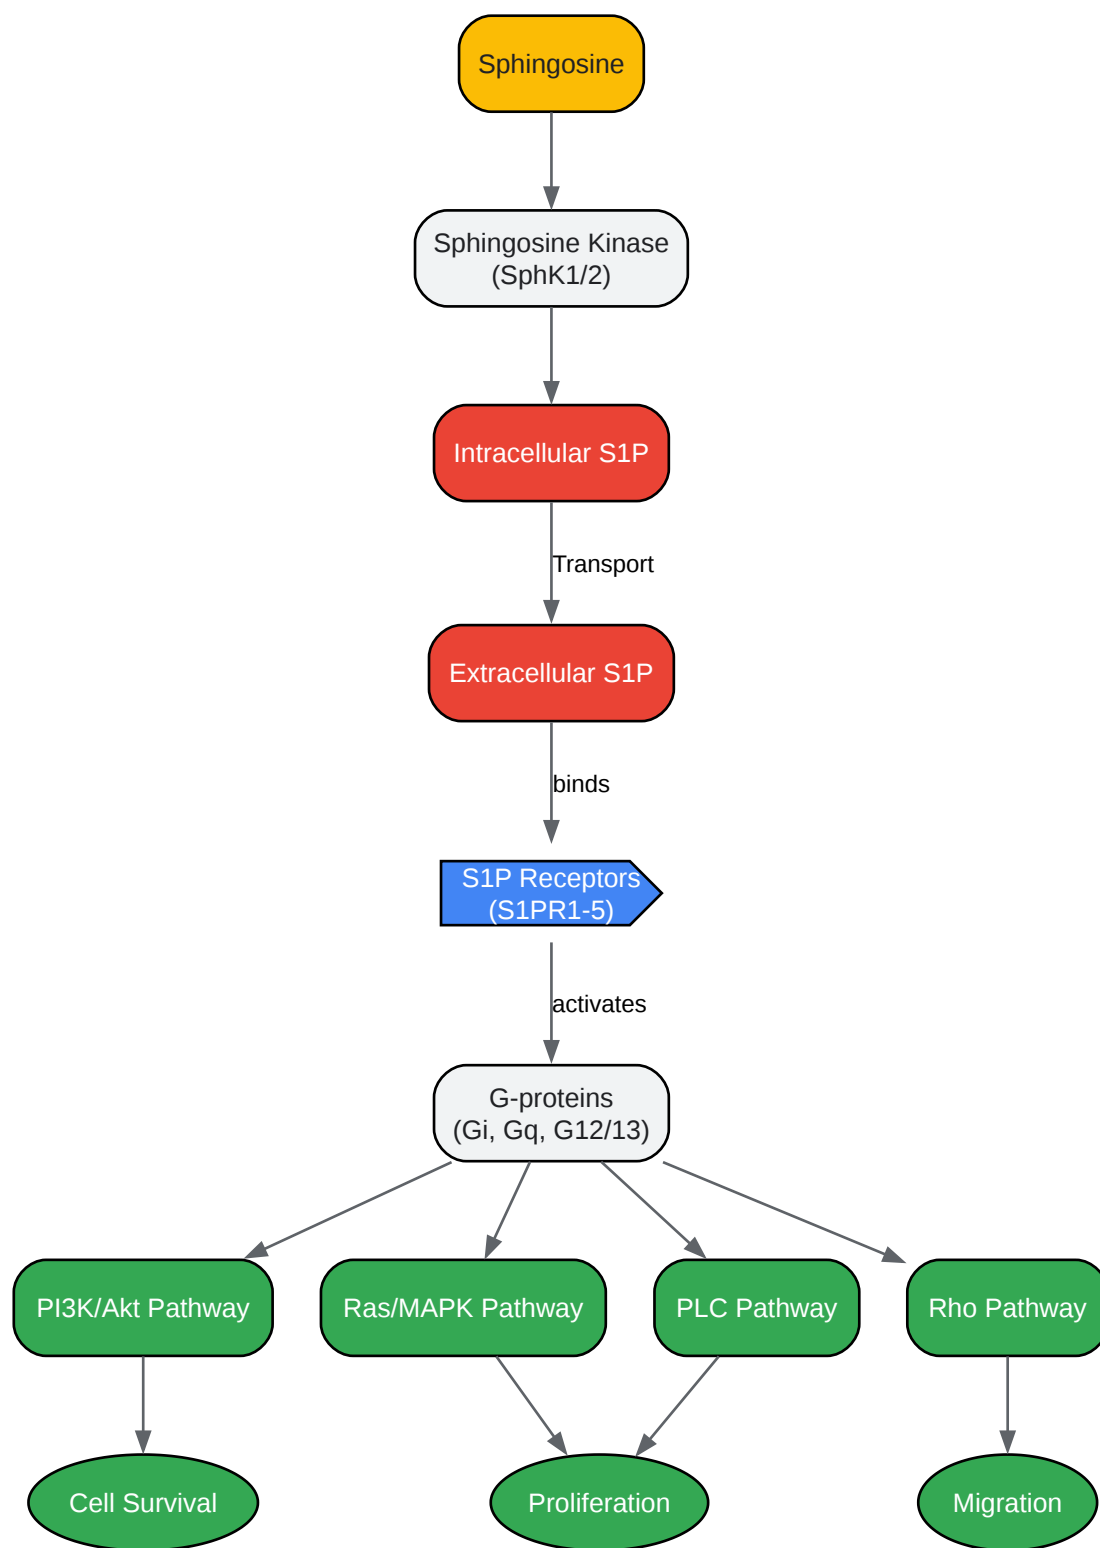 Sphingosine
Sphingosine Kinase
(SphK1/2)
Intracellular S1P
Transport
Extracellular S1P
binds
S1P Receptors
(S1PR1-5)
activates
G-proteins
(Gi, Gq, G12/13)
PI3K/Akt Pathway
Ras/MAPK Pathway
PLC Pathway
Rho Pathway
Cell Survival
Proliferation
Migration